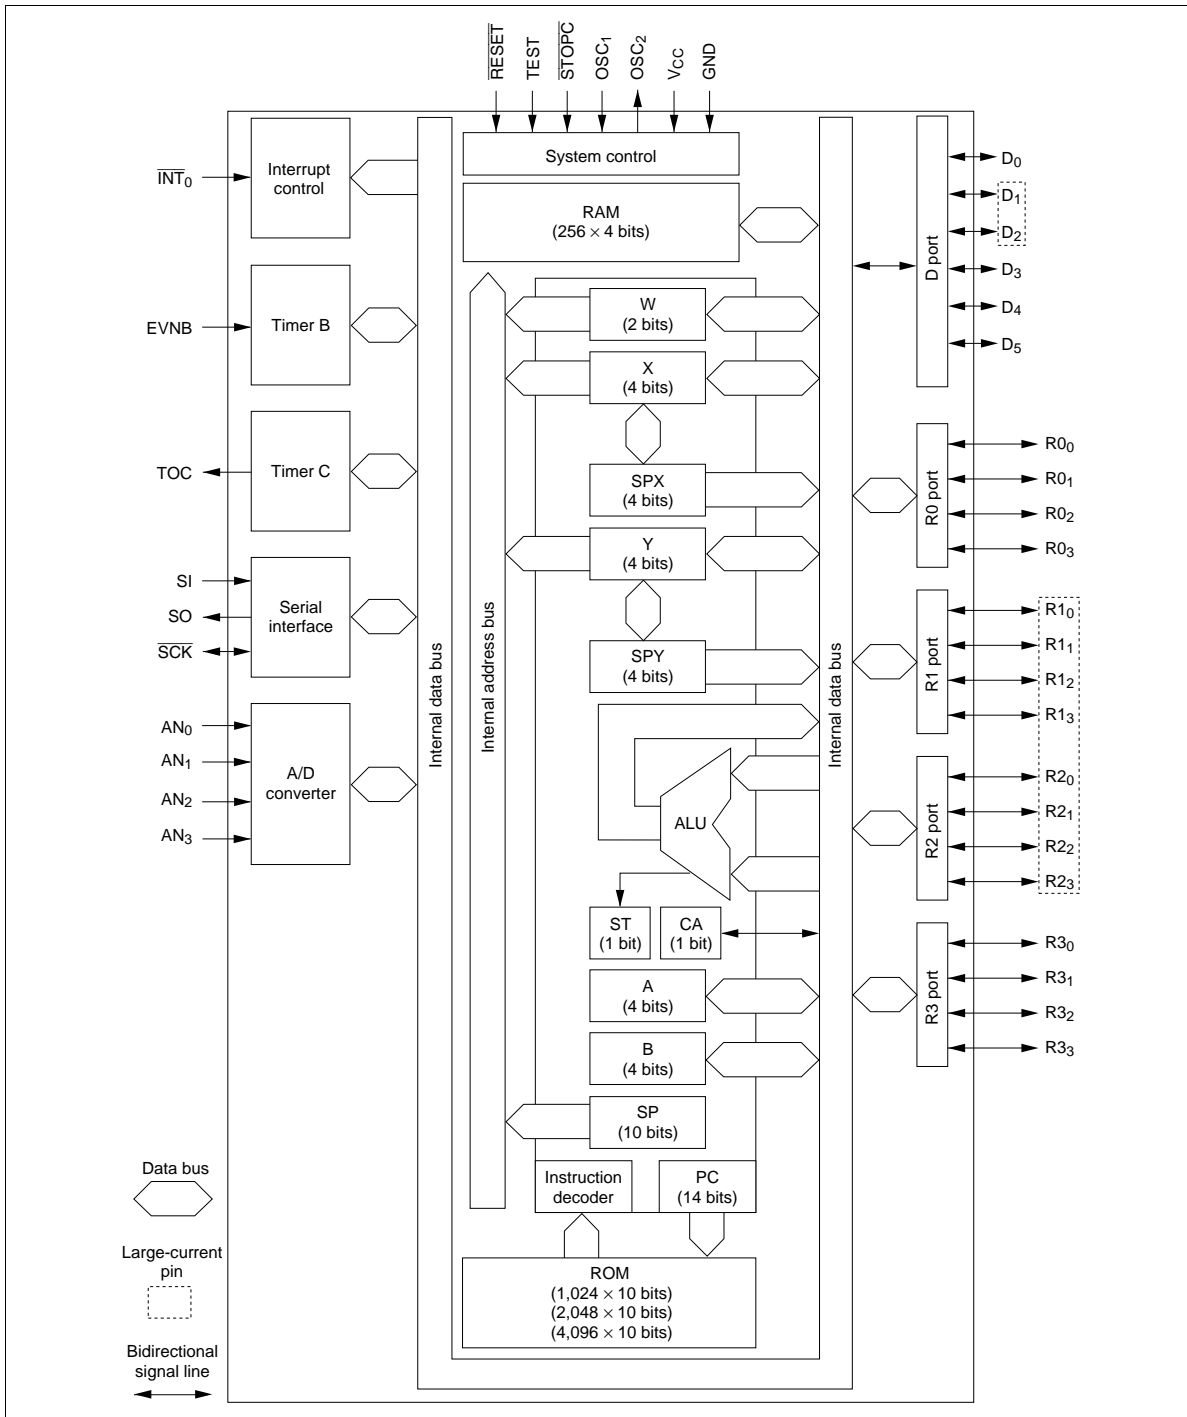 RESET
TEST
STOPC
OSC1
OSC2
VCC
GND
System control
RAM
(256 × 4 bits)
INT0
Interrupt
control
EVNB
Timer B
TOC
Timer C
SI
SO
SCK
Serial
interface
AN0
AN1
AN2
AN3
A/D
converter
Internal data bus
Internal address bus
W
(2 bits)
X
(4 bits)
SPX
(4 bits)
Y
(4 bits)
SPY
(4 bits)
ALU
ST
(1 bit)
CA
(1 bit)
A
(4 bits)
B
(4 bits)
SP
(10 bits)
Instruction
decoder
PC
(14 bits)
ROM
(1,024 × 10 bits)
(2,048 × 10 bits)
(4,096 × 10 bits)
Internal data bus
D port
D0
D1
D2
D3
D4
D5
R0 port
R00
R01
R02
R03
R1 port
R10
R11
R12
R13
R2 port
R20
R21
R22
R23
R3 port
R30
R31
R32
R33
Data bus
Large-current
pin
Bidirectional
signal line